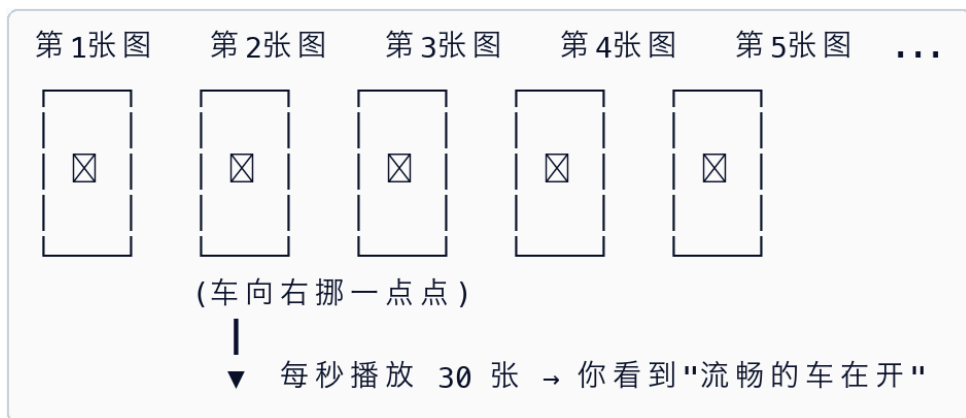 第1张图 第2张图 第3张图 第4张图 第5张图 ...
(车向右挪一点点)
▼ 每秒播放 30 张 → 你看到"流畅的车在开"